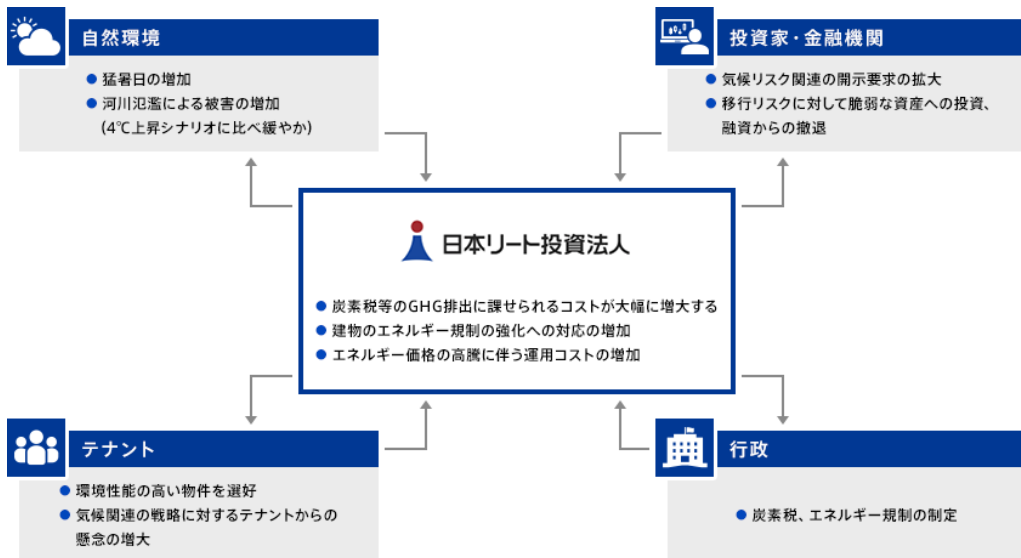 自然環境
● 猛暑日の増加
● 河川氾濫による被害の増加
(4℃上昇シナリオに比べ緩やか)
投資家・金融機関
● 気候リスク関連の開示要求の拡大
● 移行リスクに対して脆弱な資産への投資、
融資からの撤退
日本リート投資法人
● 炭素税等のGHG排出に課せられるコストが大幅に増大する
● 建物のエネルギー規制の強化への対応の増加
● エネルギー価格の高騰に伴う運用コストの増加
テナント
● 環境性能の高い物件を選好
● 気候関連の戦略に対するテナントからの
懸念の増大
行政
● 炭素税、エネルギー規制の制定